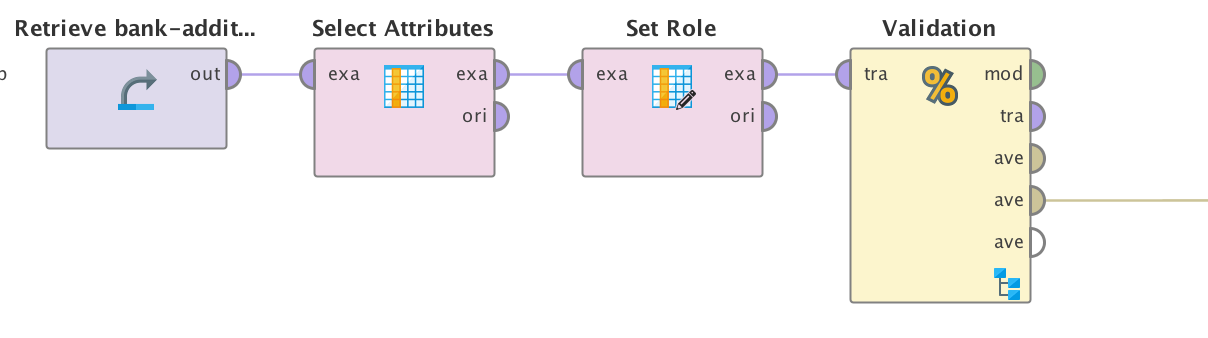 Retrieve bank-addit... Select Attributes Set Role Validation
out exa exa exa exa tra mod
ori ori tra
ave
ave
ave